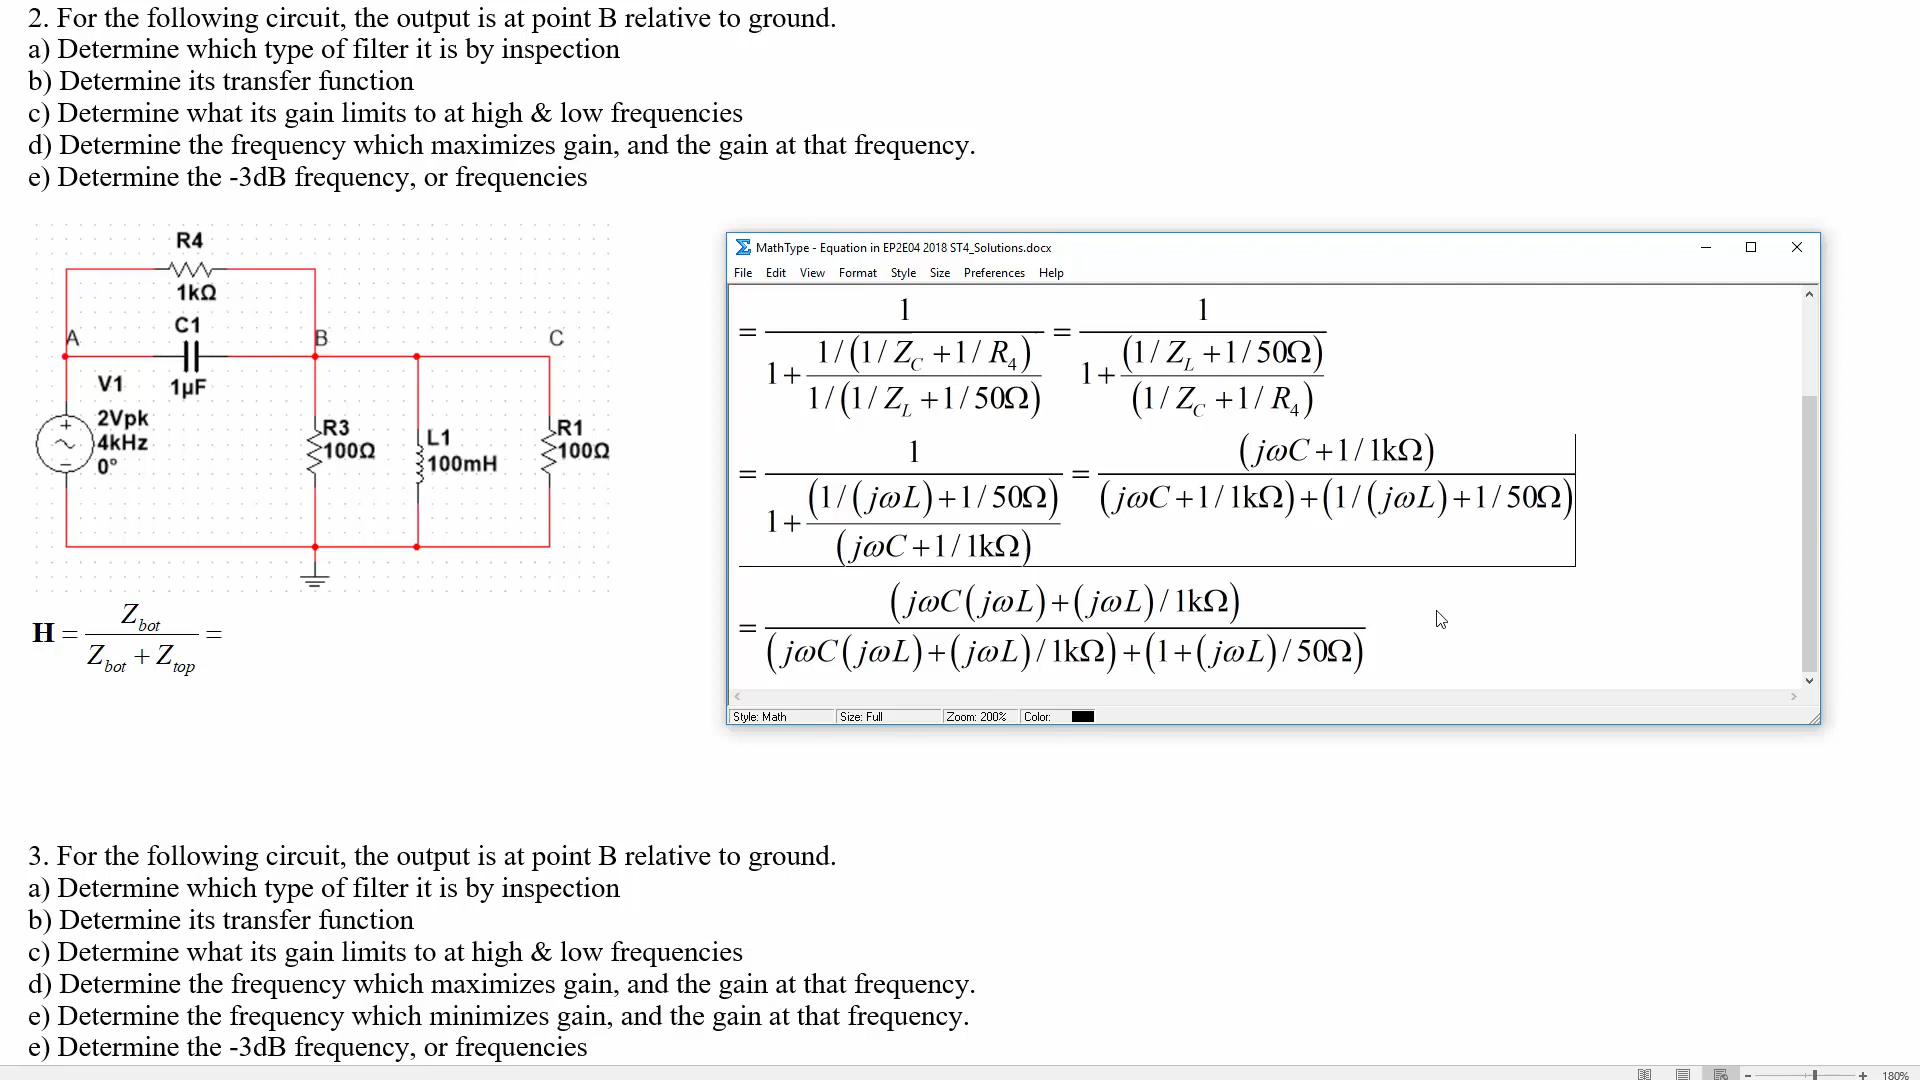 2. For the following circuit, the output is at point B relative to ground.
a) Determine which type of filter it is by inspection
b) Determine its transfer function
c) Determine what its gain limits to at high & low frequencies
d) Determine the frequency which maximizes gain, and the gain at that frequency.
e) Determine the -3dB frequency, or frequencies
R4
1kΩ
C1
A
B
C
V1
1µF
2Vpk
4kHz
0°
R3
100Ω
L1
100mH
R1
100Ω
H = Z_bot / (Z_bot + Z_top) =
MathType - Equation in EP2E04 2018 ST4_Solutions.docx
File Edit View Format Style Size Preferences Help
= 1 / (1 + (1/(1/Z_C + 1/R_4)) / (1/(1/Z_L + 1/50Ω))) = 1 / (1 + (1/Z_L + 1/50Ω) / (1/Z_C + 1/R_4))
= 1 / (1 + (1/(jωL) + 1/50Ω) / (jωC + 1/1kΩ)) = (jωC + 1/1kΩ) / ((jωC + 1/1kΩ) + (1/(jωL) + 1/50Ω))
= (jωC(jωL) + (jωL)/1kΩ) / ((jωC(jωL) + (jωL)/1kΩ) + (1 + (jωL)/50Ω))
Style: Math Size: Full Zoom: 200% Color:
3. For the following circuit, the output is at point B relative to ground.
a) Determine which type of filter it is by inspection
b) Determine its transfer function
c) Determine what its gain limits to at high & low frequencies
d) Determine the frequency which maximizes gain, and the gain at that frequency.
e) Determine the frequency which minimizes gain, and the gain at that frequency.
e) Determine the -3dB frequency, or frequencies
180%